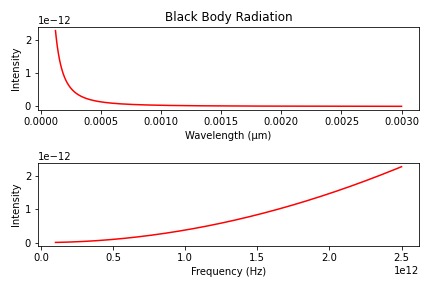 Black Body Radiation
1e−12
2
1
0
Intensity
0.0000 0.0005 0.0010 0.0015 0.0020 0.0025 0.0030
Wavelength (μm)
1e−12
2
1
0
Intensity
0.0 0.5 1.0 1.5 2.0 2.5
Frequency (Hz)
1e12